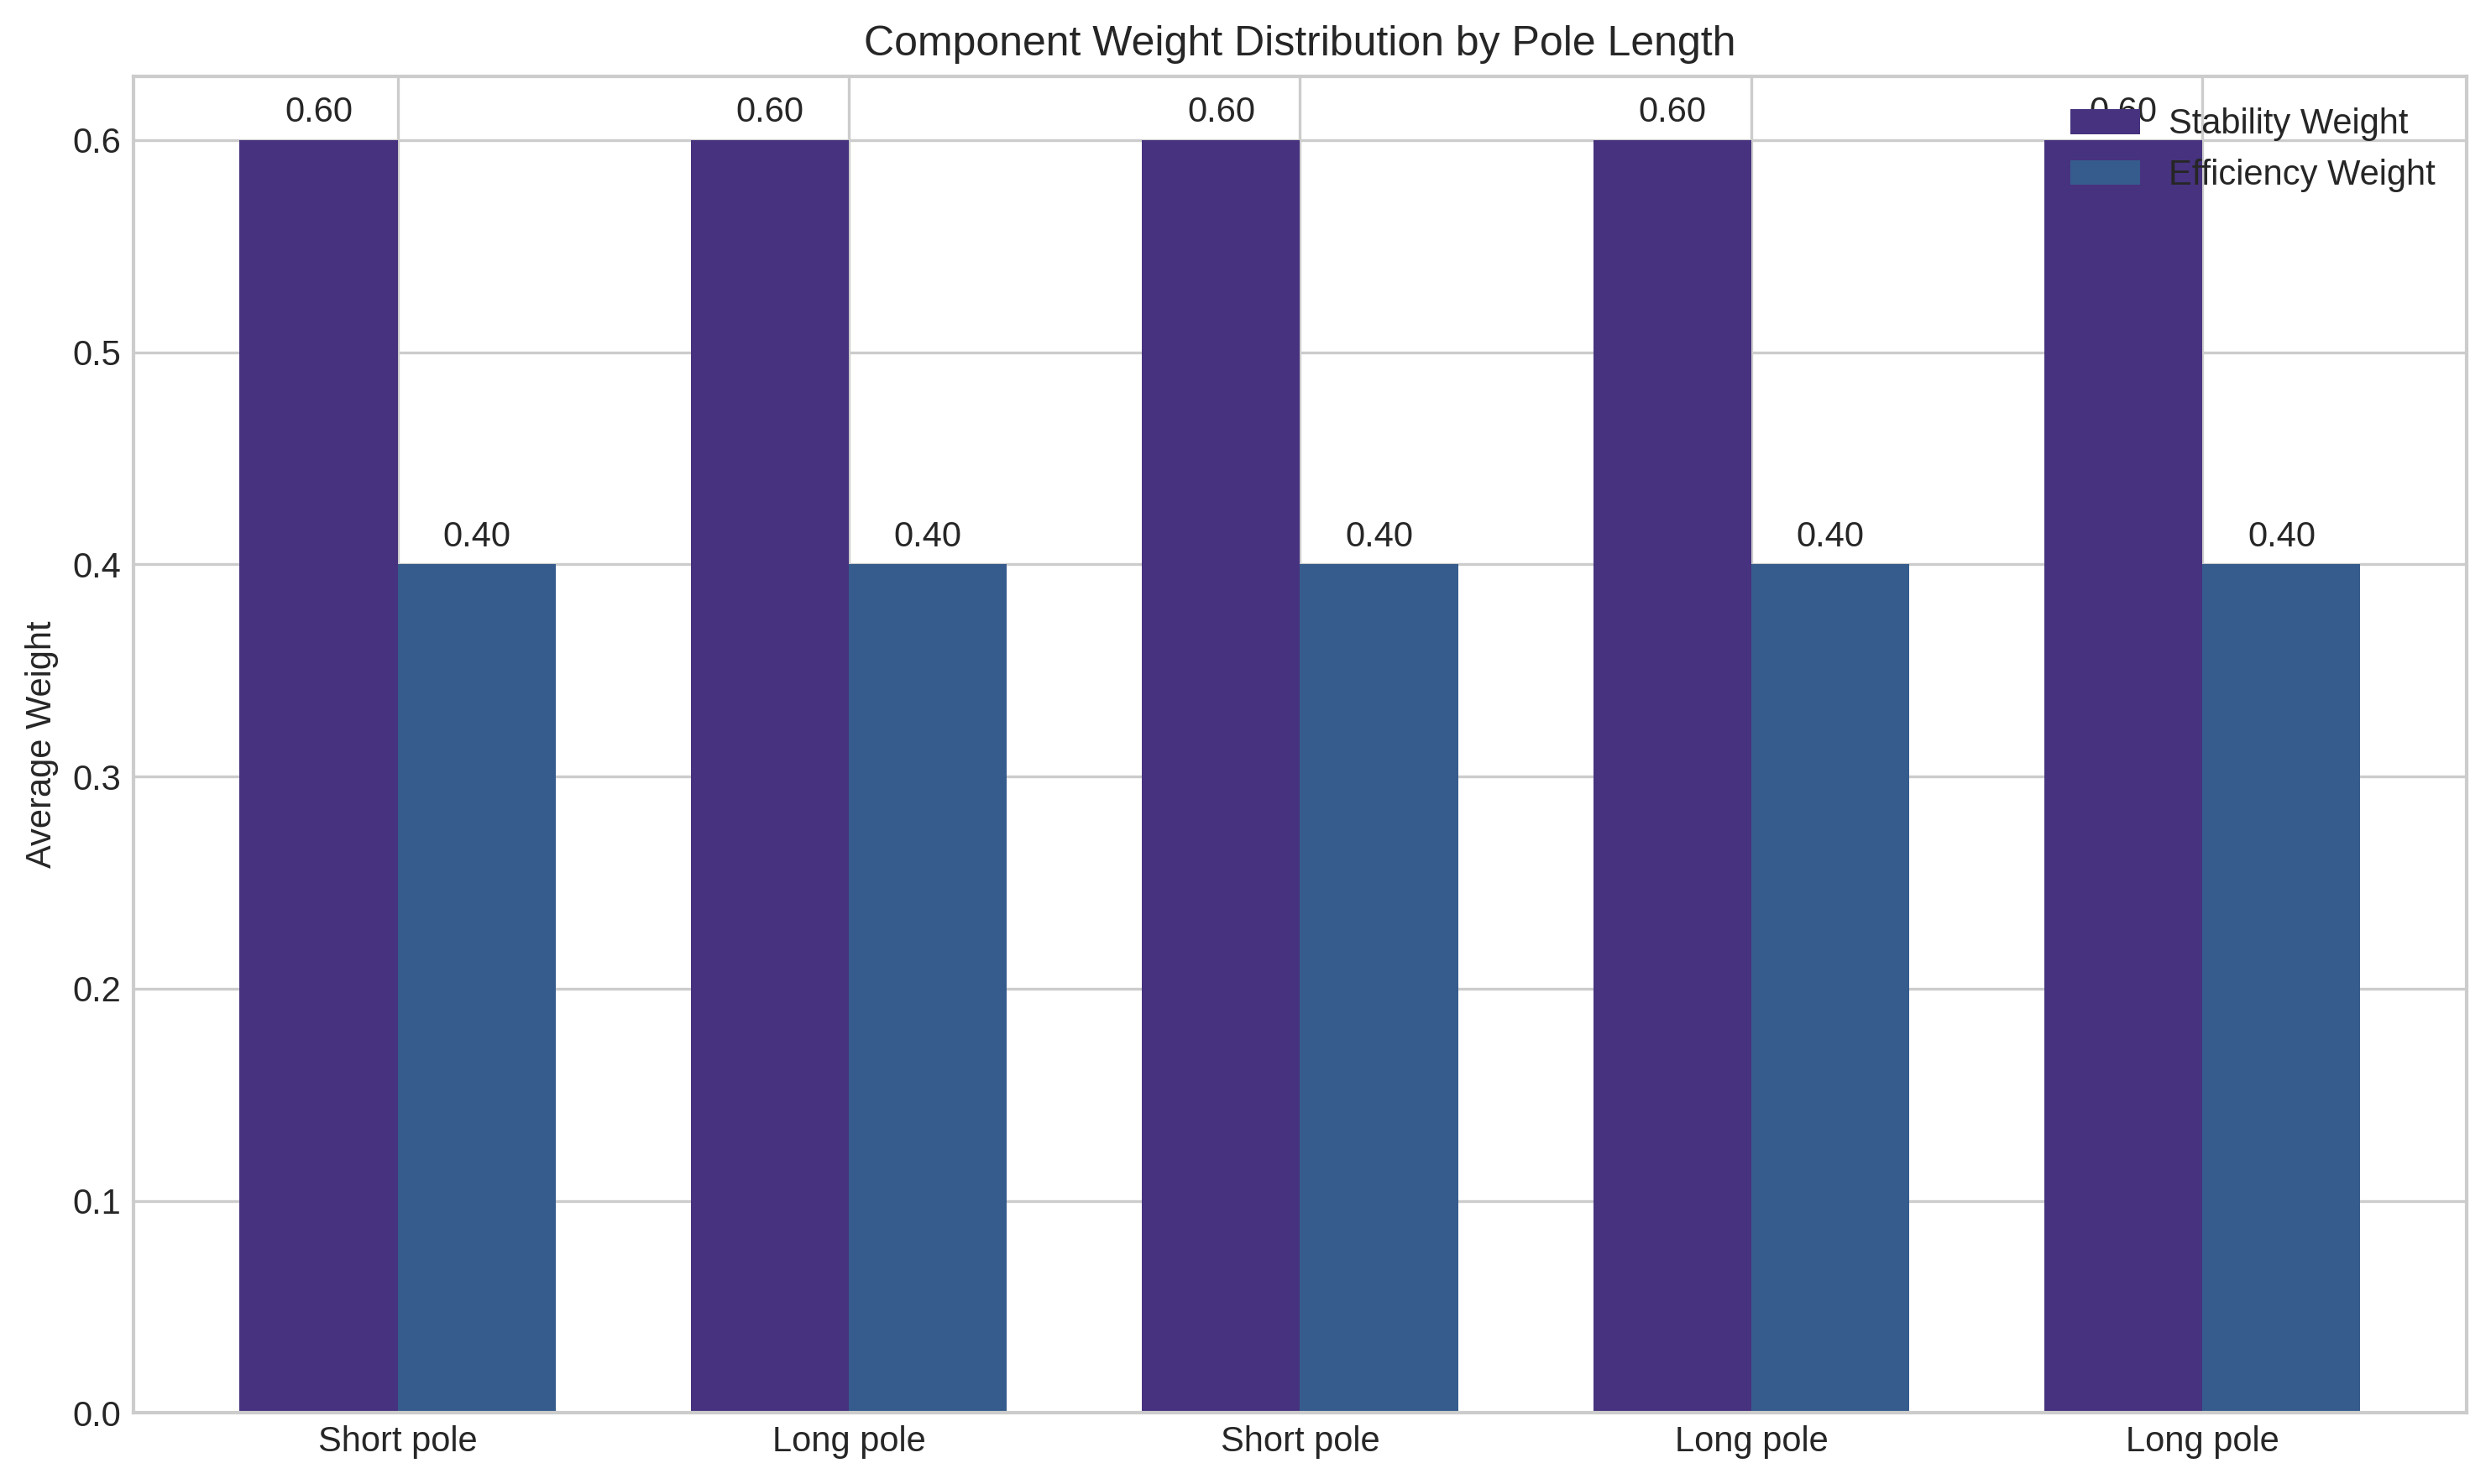 Component Weight Distribution by Pole Length
0.60 0.60 0.60 0.60 0.60
Stability Weight
Efficiency Weight
0.40 0.40 0.40 0.40 0.40
Average Weight
0.6
0.5
0.4
0.3
0.2
0.1
0.0
Short pole Long pole Short pole Long pole Long pole